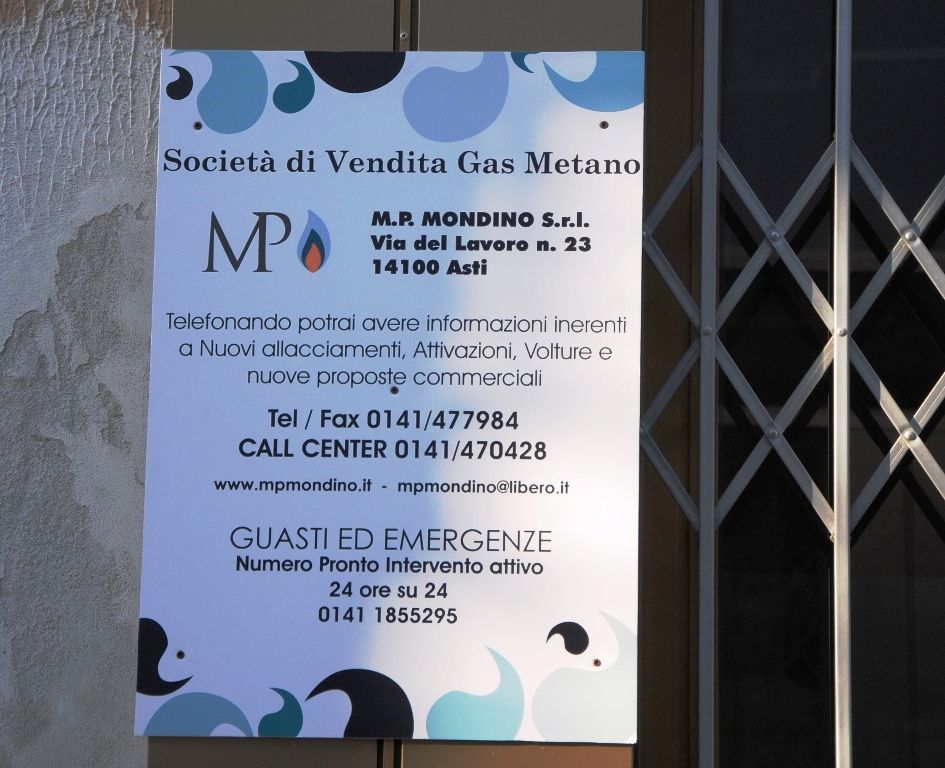 Società di Vendita Gas Metano
MP
M.P. MONDINO S.r.l.
Via del Lavoro n. 23
14100 Asti
Telefonando potrai avere informazioni inerenti
a Nuovi allacciamenti, Attivazioni, Volture e
nuove proposte commerciali
Tel / Fax 0141/477984
CALL CENTER 0141/470428
www.mpmondino.it - mpmondino@libero.it
GUASTI ED EMERGENZE
Numero Pronto Intervento attivo
24 ore su 24
0141 1855295